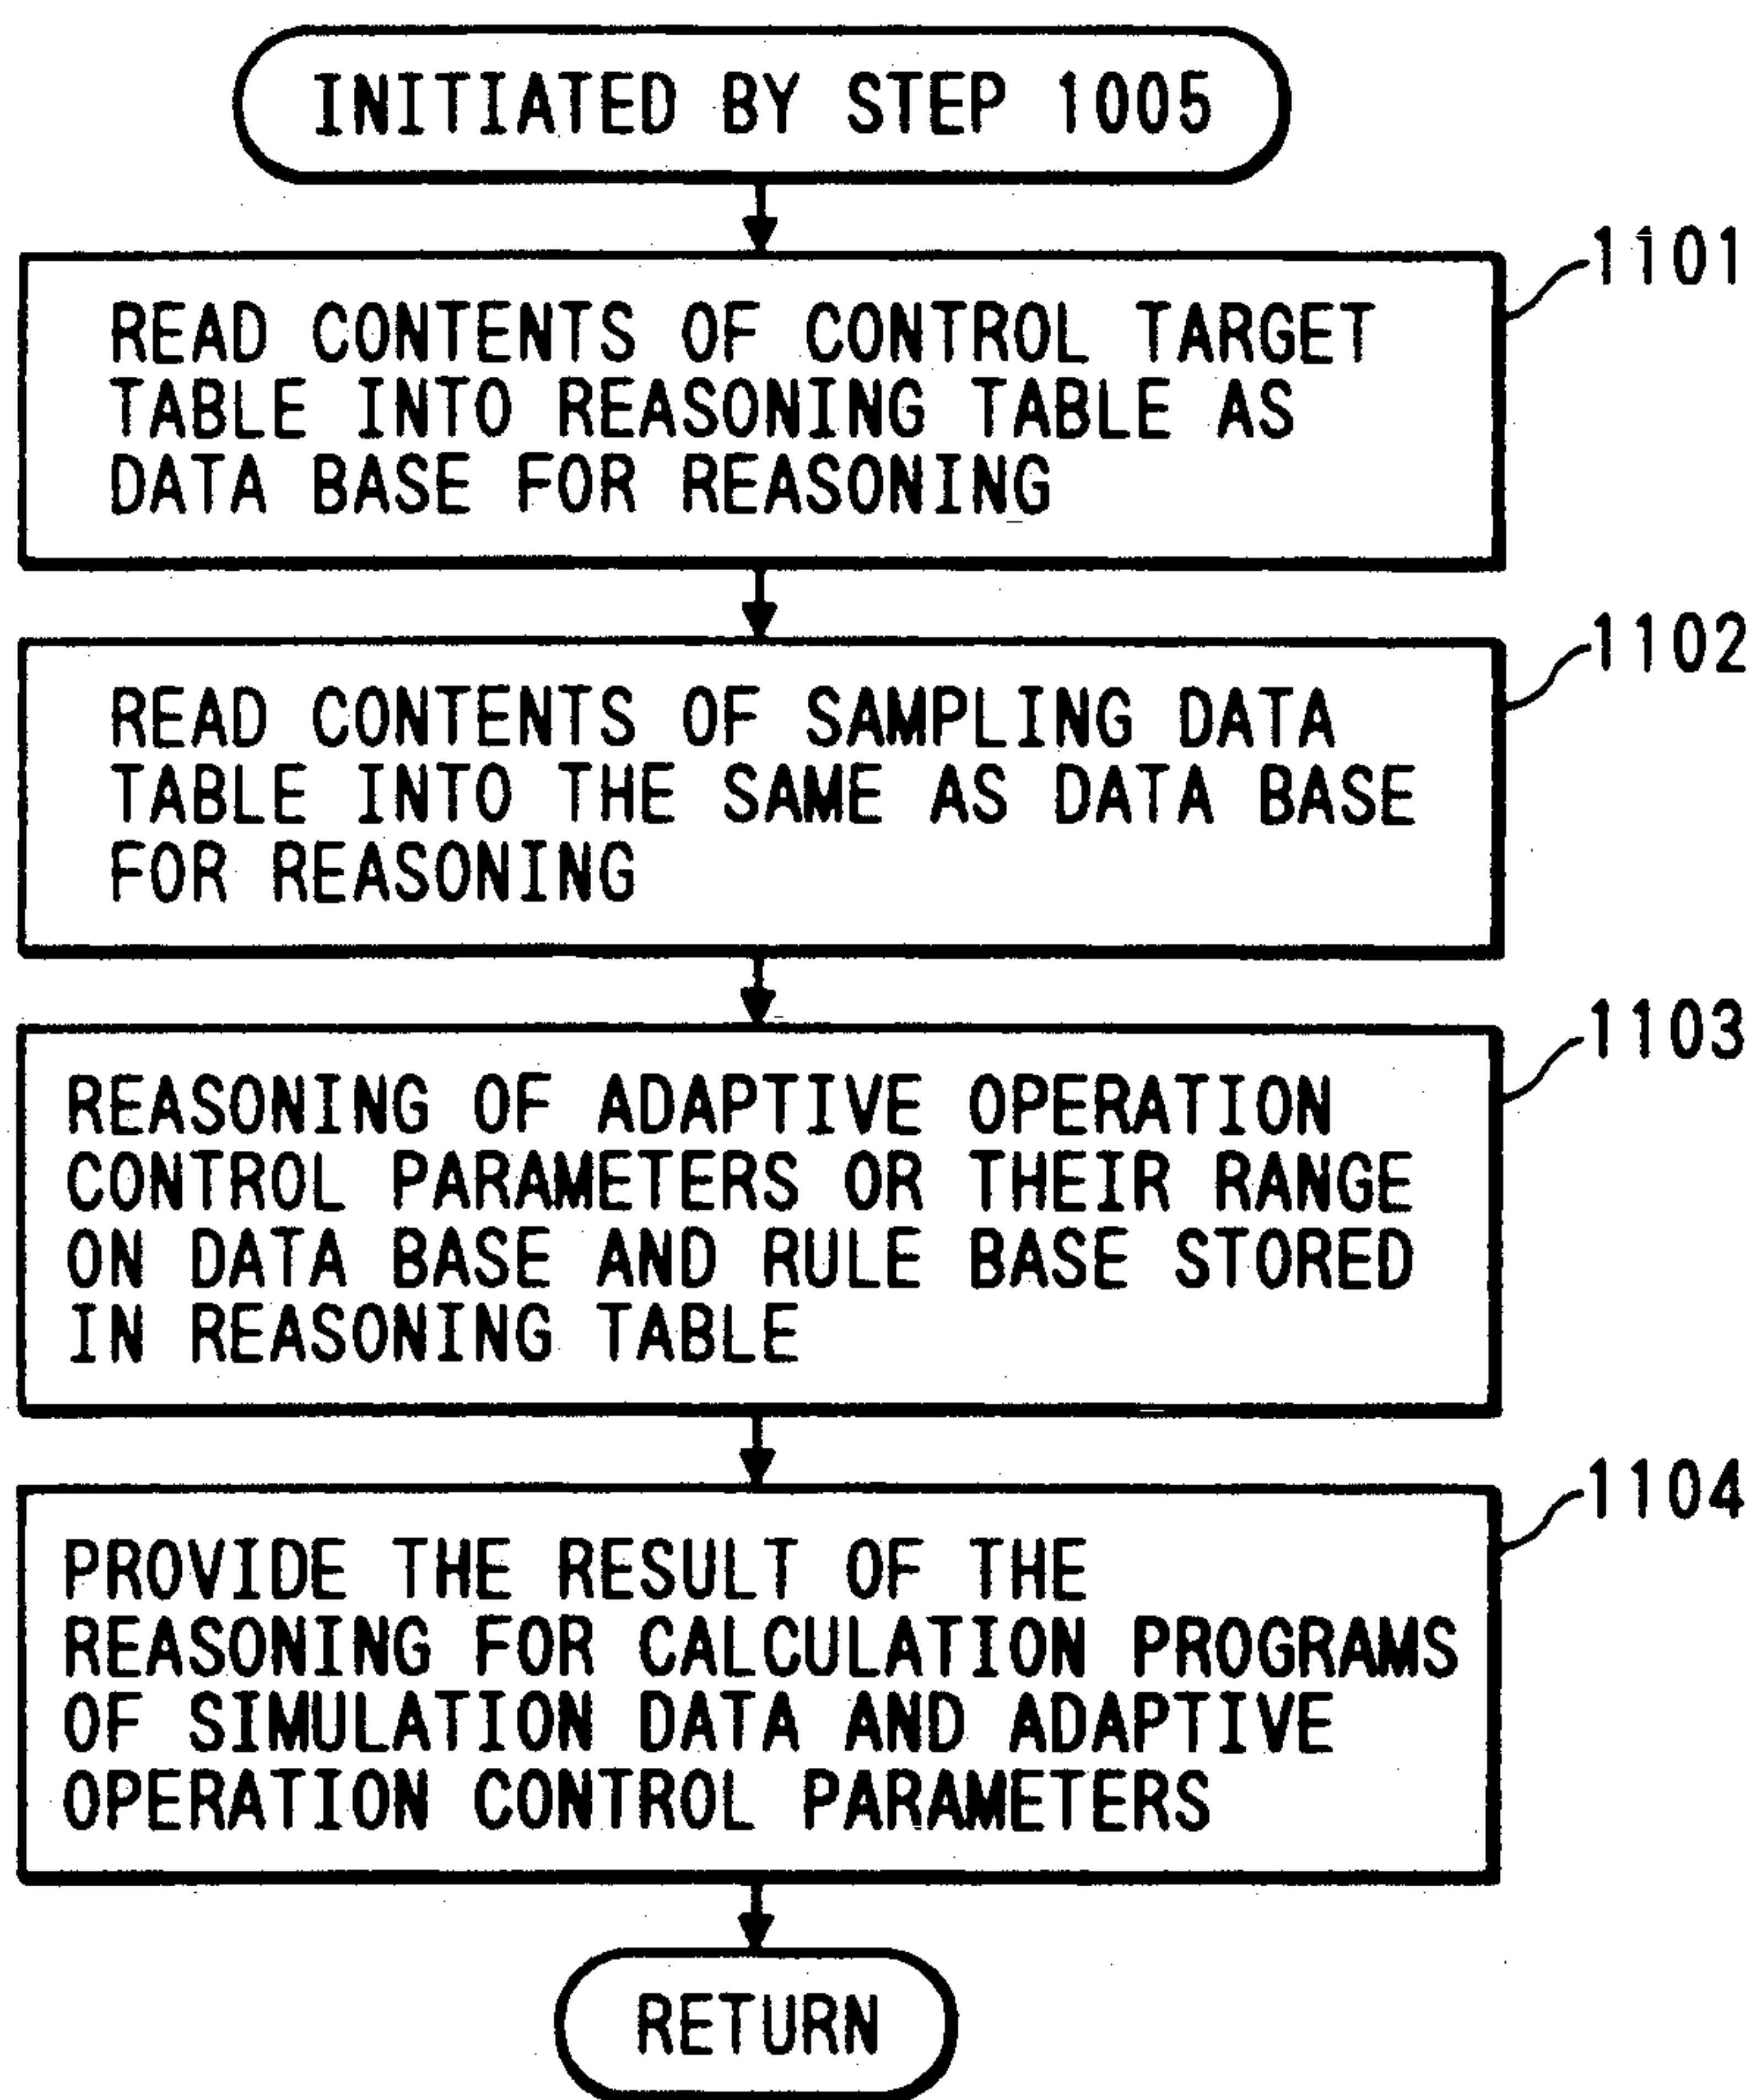 INITIATED BY STEP 1005
1101
READ CONTENTS OF CONTROL TARGET
TABLE INTO REASONING TABLE AS
DATA BASE FOR REASONING
1102
READ CONTENTS OF SAMPLING DATA
TABLE INTO THE SAME AS DATA BASE
FOR REASONING
1103
REASONING OF ADAPTIVE OPERATION
CONTROL PARAMETERS OR THEIR RANGE
ON DATA BASE AND RULE BASE STORED
IN REASONING TABLE
1104
PROVIDE THE RESULT OF THE
REASONING FOR CALCULATION PROGRAMS
OF SIMULATION DATA AND ADAPTIVE
OPERATION CONTROL PARAMETERS
RETURN